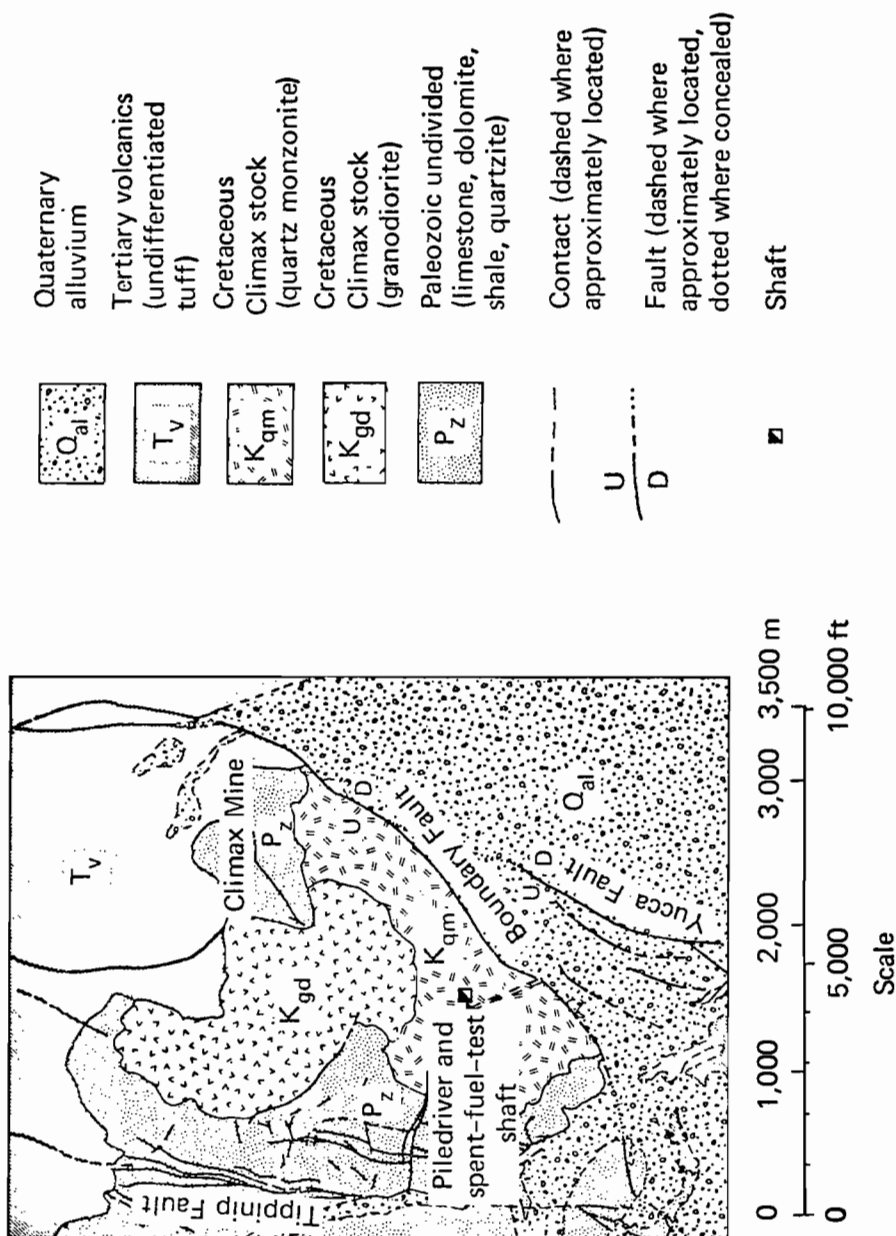 Tippinip Fault
Tv
Climax Mine
Pz
Kgd
Pz
Kqm
U
D
Boundary Fault
Piledriver and
spent-fuel-test
shaft
U
D
Yucca Fault
Qal
0 1,000 2,000 3,000 3,500 m
0 5,000 10,000 ft
Scale
Qal
Quaternary
alluvium
Tv
Tertiary volcanics
(undifferentiated
tuff)
Kqm
Cretaceous
Climax stock
(quartz monzonite)
Kgd
Cretaceous
Climax stock
(granodiorite)
Pz
Paleozoic undivided
(limestone, dolomite,
shale, quartzite)
Contact (dashed where
approximately located)
U
D
Fault (dashed where
approximately located,
dotted where concealed)
Shaft